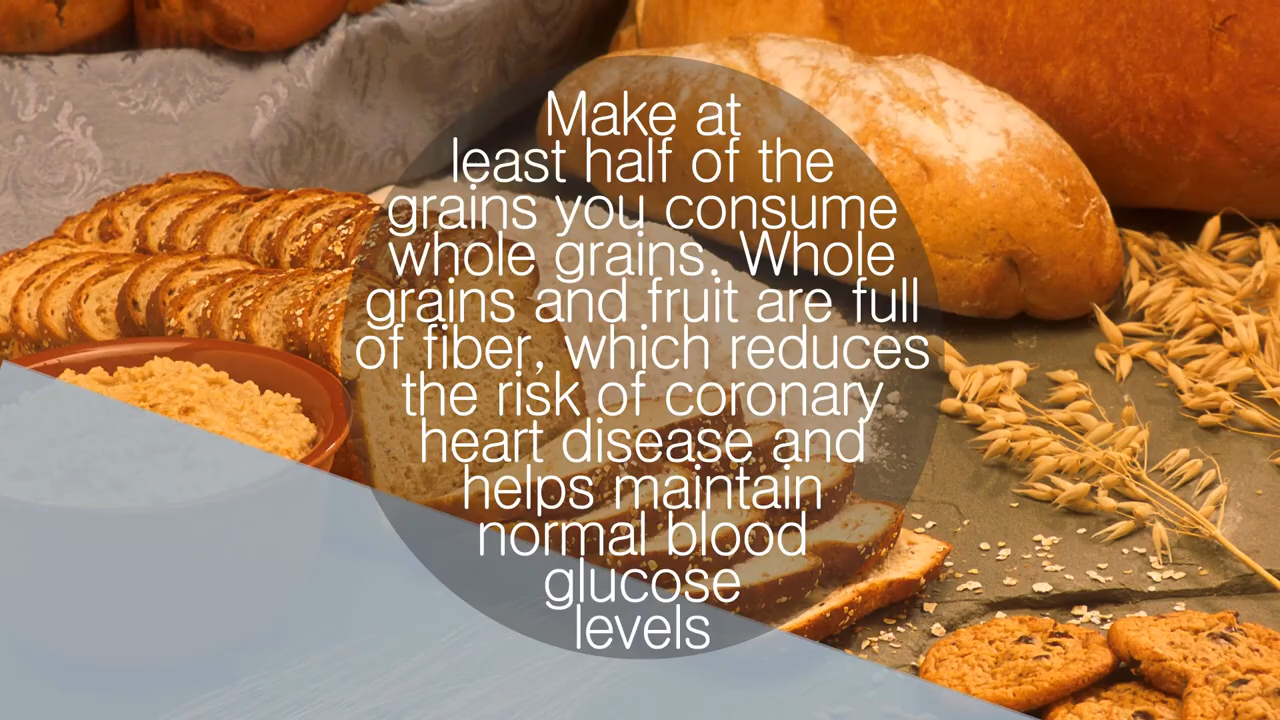 Make at
least half of the
grains you consume
whole grains. Whole
grains and fruit are full
of fiber, which reduces
the risk of coronary
heart disease and
helps maintain
normal blood
glucose
levels